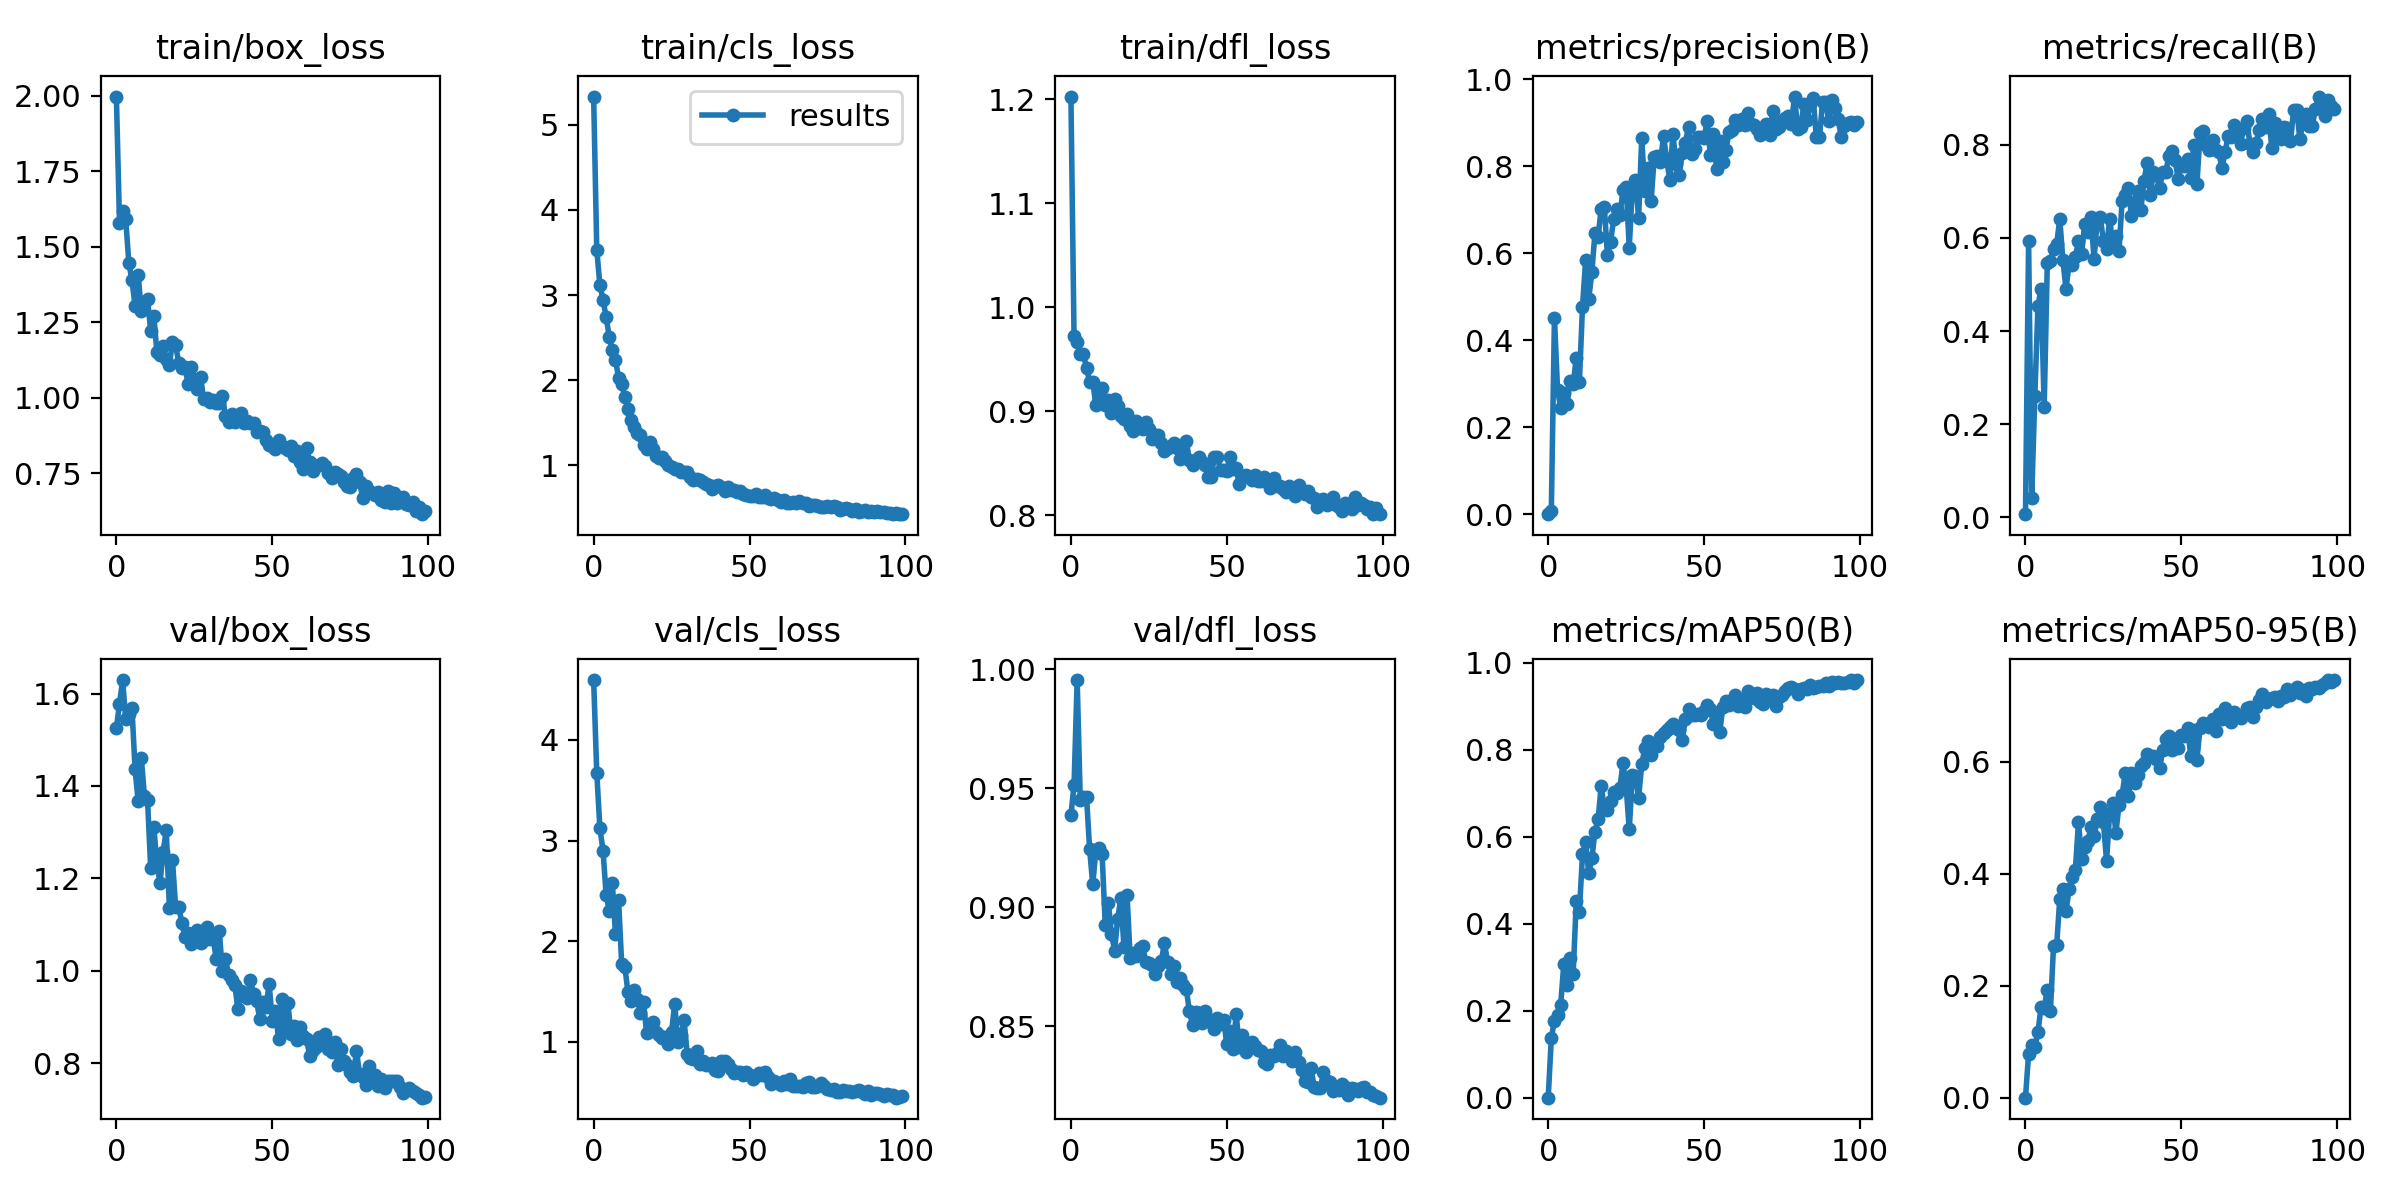 train/box_loss
2.00
1.75
1.50
1.25
1.00
0.75
0 50 100
train/cls_loss
results
5
4
3
2
1
0 50 100
train/dfl_loss
1.2
1.1
1.0
0.9
0.8
0 50 100
metrics/precision(B)
1.0
0.8
0.6
0.4
0.2
0.0
0 50 100
metrics/recall(B)
0.8
0.6
0.4
0.2
0.0
0 50 100
val/box_loss
1.6
1.4
1.2
1.0
0.8
0 50 100
val/cls_loss
4
3
2
1
0 50 100
val/dfl_loss
1.00
0.95
0.90
0.85
0 50 100
metrics/mAP50(B)
1.0
0.8
0.6
0.4
0.2
0.0
0 50 100
metrics/mAP50-95(B)
0.6
0.4
0.2
0.0
0 50 100